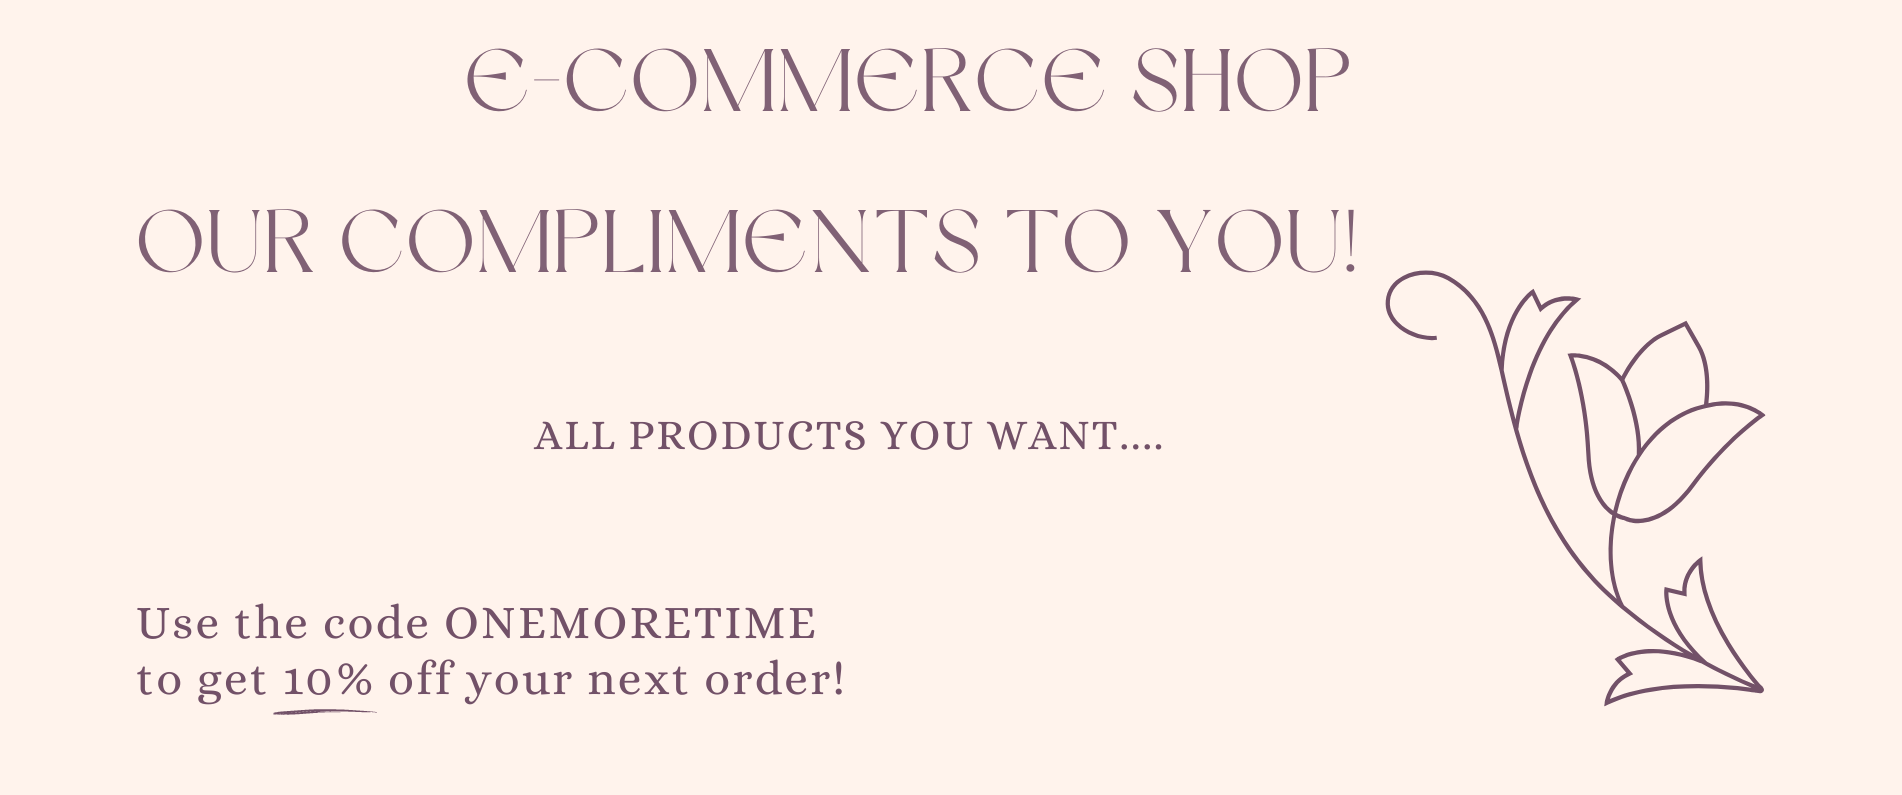 E-COMMERCE SHOP
OUR COMPLIMENTS TO YOU!
ALL PRODUCTS YOU WANT....
Use the code ONEMORETIME
to get 10% off your next order!